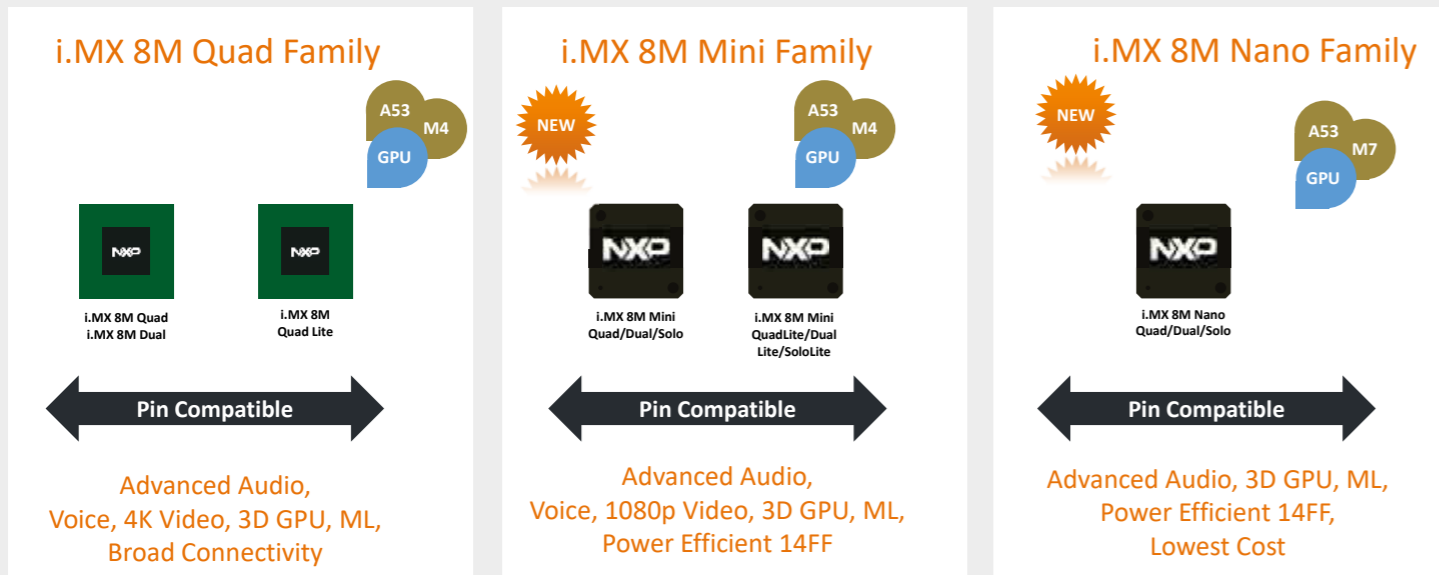 i.MX 8M Quad Family
A53
M4
GPU
NXP
NXP
i.MX 8M Quad
i.MX 8M Dual
i.MX 8M
Quad Lite
Pin Compatible
Advanced Audio,
Voice, 4K Video, 3D GPU, ML,
Broad Connectivity
i.MX 8M Mini Family
NEW
A53
M4
GPU
NXP
NXP
i.MX 8M Mini
Quad/Dual/Solo
i.MX 8M Mini
QuadLite/Dual
Lite/SoloLite
Pin Compatible
Advanced Audio,
Voice, 1080p Video, 3D GPU, ML,
Power Efficient 14FF
i.MX 8M Nano Family
NEW
A53
M7
GPU
NXP
i.MX 8M Nano
Quad/Dual/Solo
Pin Compatible
Advanced Audio, 3D GPU, ML,
Power Efficient 14FF,
Lowest Cost